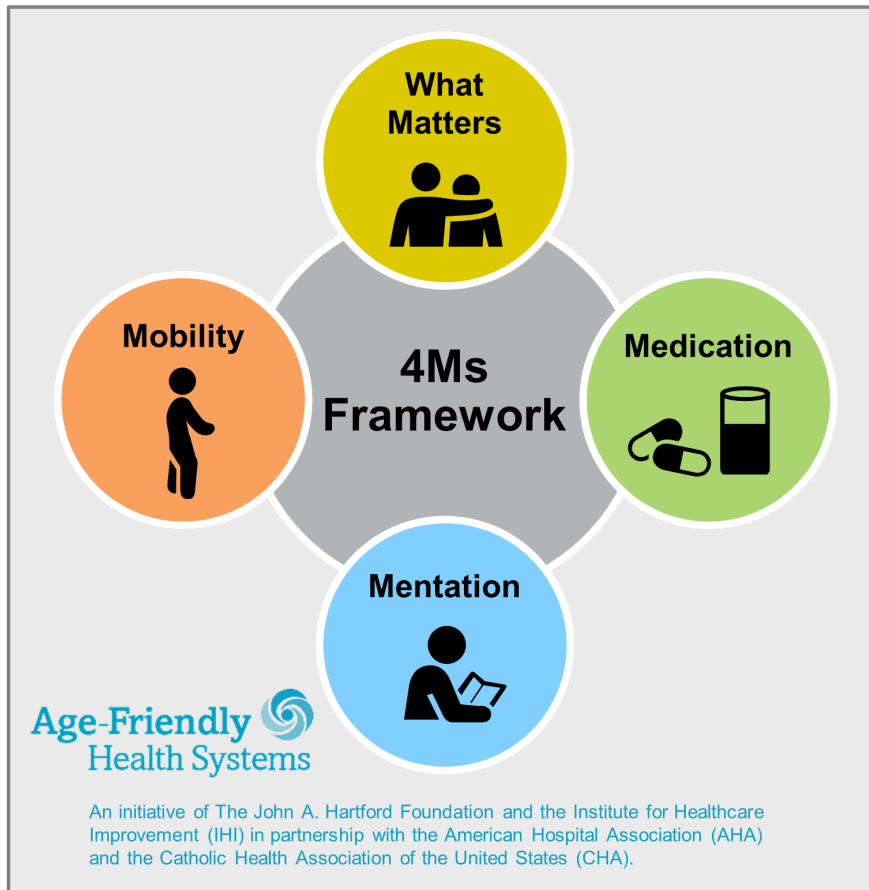 What
Matters
Mobility
4Ms
Framework
Medication
Mentation
Age-Friendly
Health Systems
An initiative of The John A. Hartford Foundation and the Institute for Healthcare
Improvement (IHI) in partnership with the American Hospital Association (AHA)
and the Catholic Health Association of the United States (CHA).